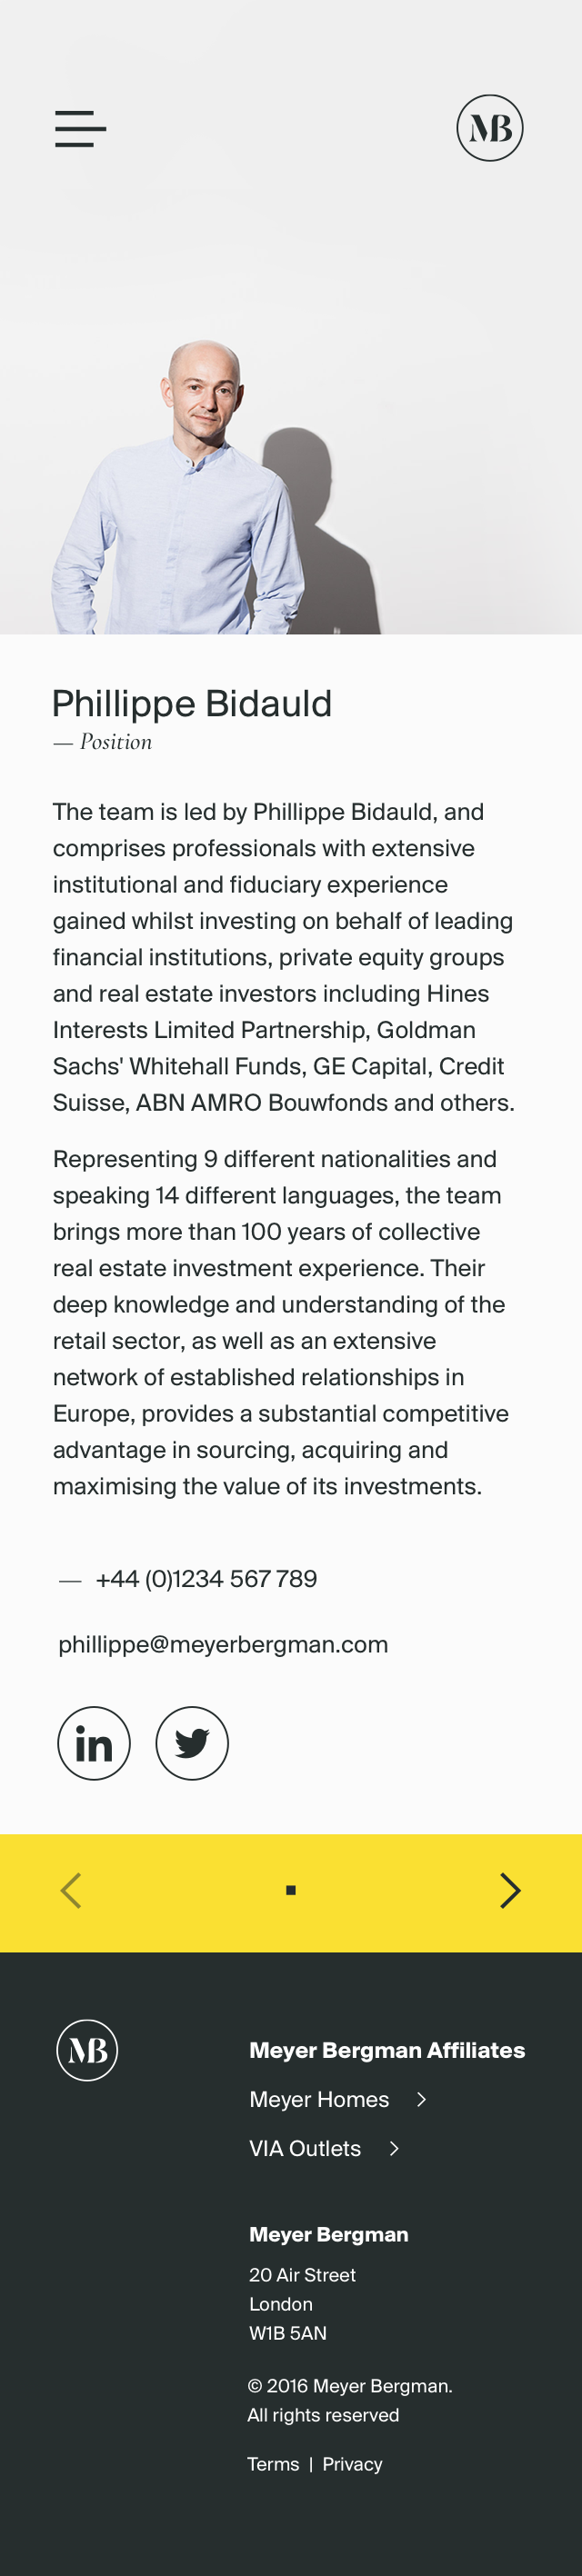 MB
Phillippe Bidauld
— Position
The team is led by Phillippe Bidauld, and
comprises professionals with extensive
institutional and fiduciary experience
gained whilst investing on behalf of leading
financial institutions, private equity groups
and real estate investors including Hines
Interests Limited Partnership, Goldman
Sachs' Whitehall Funds, GE Capital, Credit
Suisse, ABN AMRO Bouwfonds and others.
Representing 9 different nationalities and
speaking 14 different languages, the team
brings more than 100 years of collective
real estate investment experience. Their
deep knowledge and understanding of the
retail sector, as well as an extensive
network of established relationships in
Europe, provides a substantial competitive
advantage in sourcing, acquiring and
maximising the value of its investments.
— +44 (0)1234 567 789
phillippe@meyerbergman.com
in
MB
Meyer Bergman Affiliates
Meyer Homes
VIA Outlets
Meyer Bergman
20 Air Street
London
W1B 5AN
© 2016 Meyer Bergman.
All rights reserved
Terms | Privacy